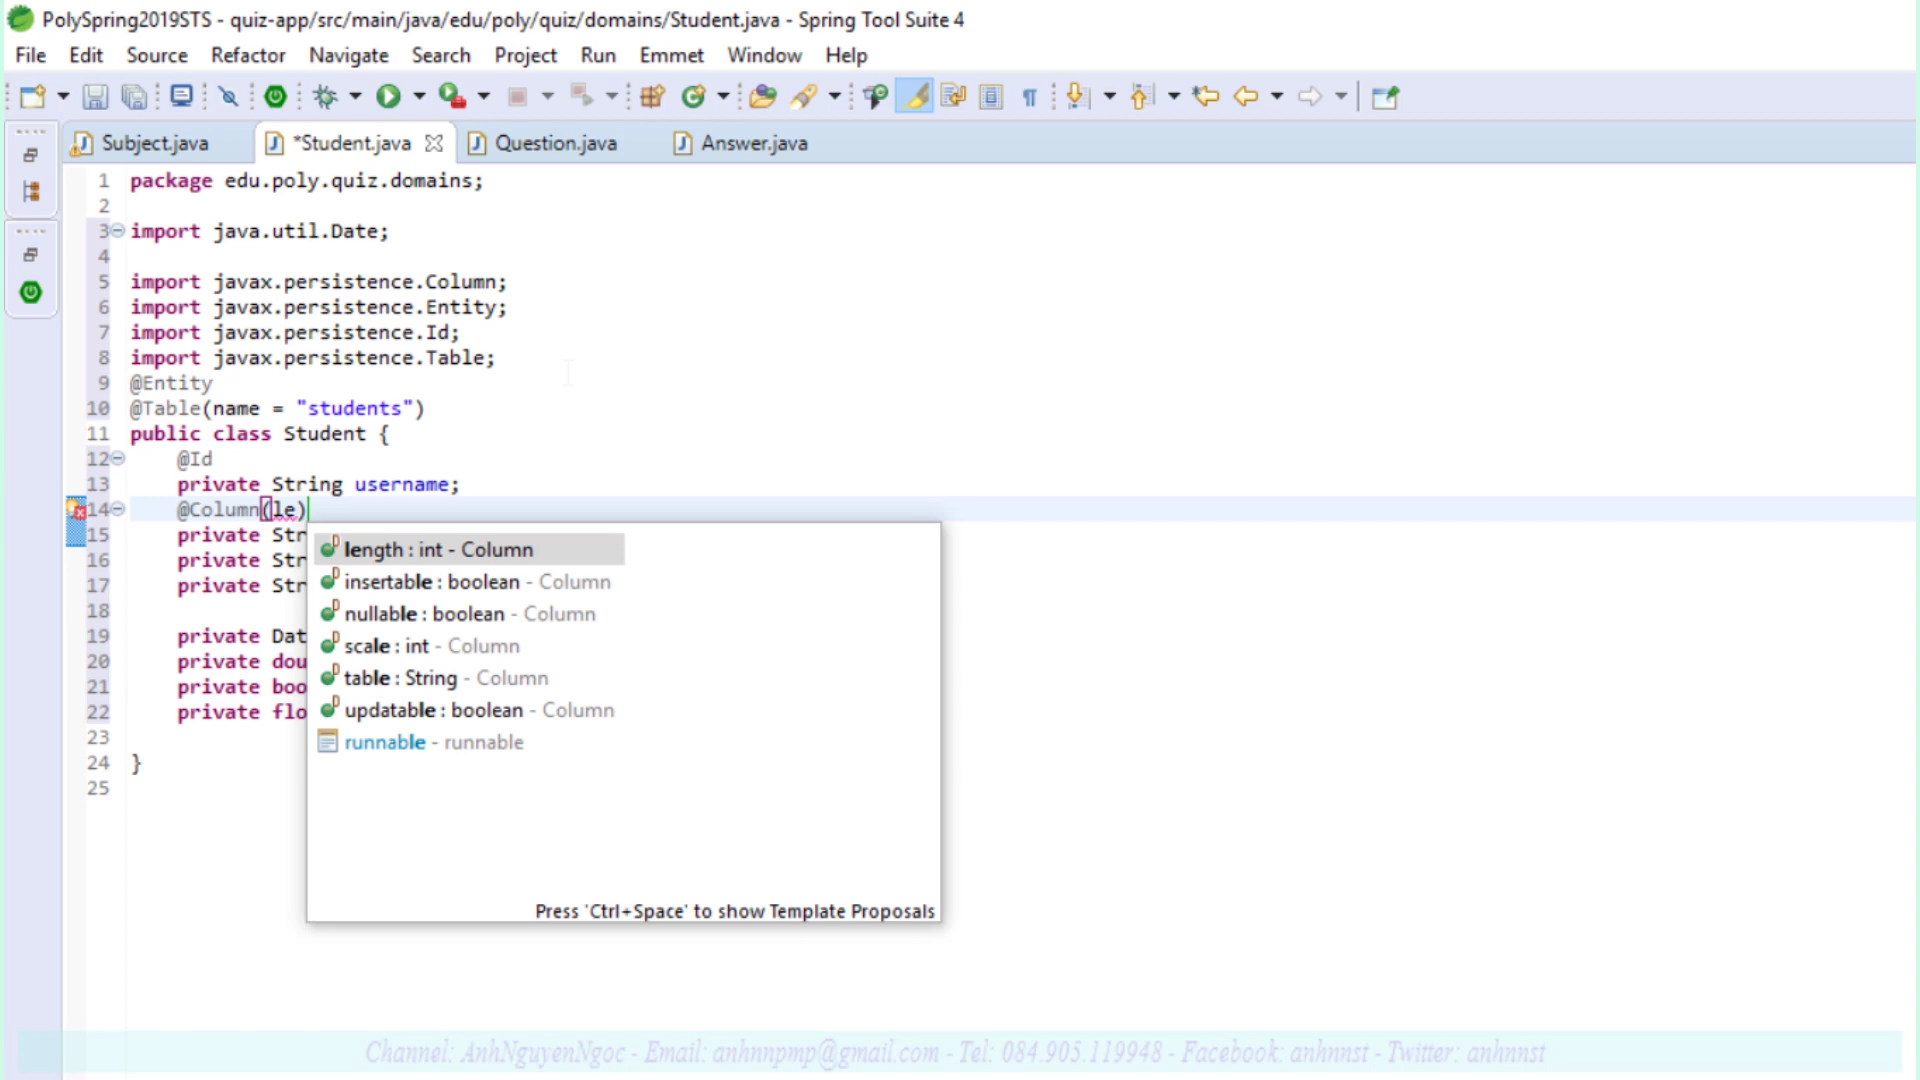 PolySpring2019STS - quiz-app/src/main/java/edu/poly/quiz/domains/Student.java - Spring Tool Suite 4
File Edit Source Refactor Navigate Search Project Run Emmet Window Help
Subject.java *Student.java Question.java Answer.java
1 package edu.poly.quiz.domains;
2
3 import java.util.Date;
4
5 import javax.persistence.Column;
6 import javax.persistence.Entity;
7 import javax.persistence.Id;
8 import javax.persistence.Table;
9 @Entity
10 @Table(name = "students")
11 public class Student {
12 @Id
13 private String username;
14 @Column(le)
15 private Str
16 private Str
17 private Str
18
19 private Dat
20 private dou
21 private boo
22 private flo
23
24 }
25
length : int - Column
insertable : boolean - Column
nullable : boolean - Column
scale : int - Column
table : String - Column
updatable : boolean - Column
runnable - runnable
Press 'Ctrl+Space' to show Template Proposals
Channel: AnhNguyenNgoc - Email: anhnnpmp@gmail.com - Tel: 084.905.119948 - Facebook: anhnnst - Twitter: anhnnst